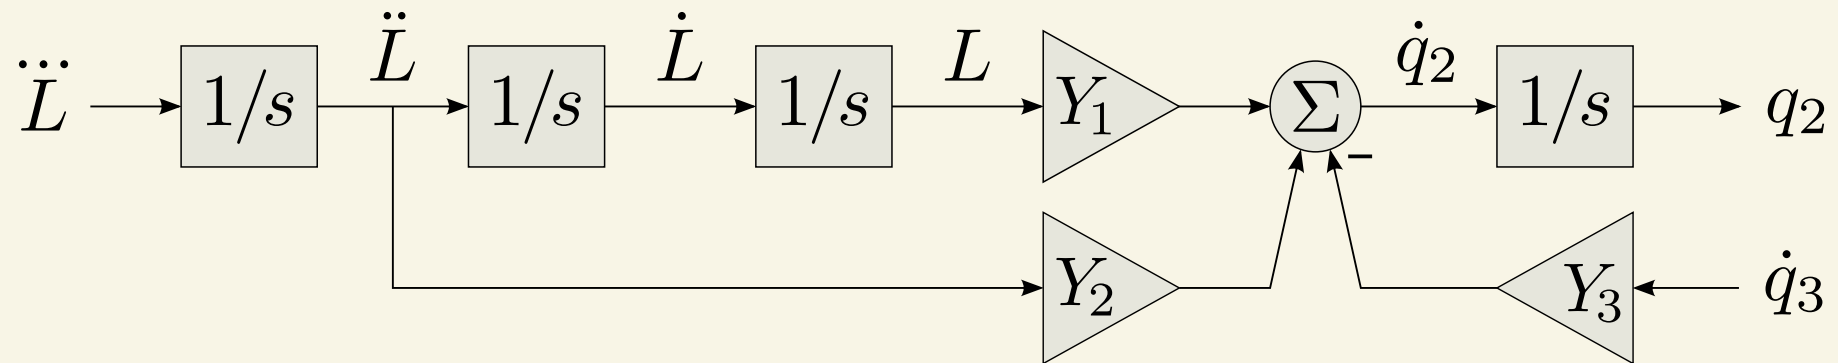 L⃛ 1/s L̈ 1/s L̇ 1/s L Y₁ Σ q̇₂ 1/s q₂
−
Y₂ Y₃ q̇₃